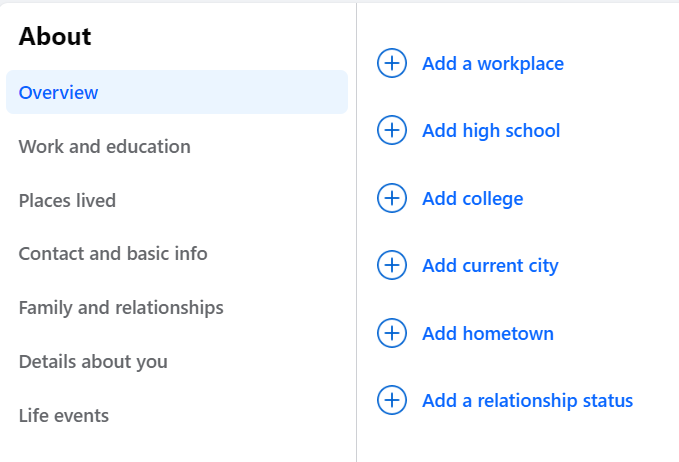 About
Overview
Work and education
Places lived
Contact and basic info
Family and relationships
Details about you
Life events
Add a workplace
Add high school
Add college
Add current city
Add hometown
Add a relationship status